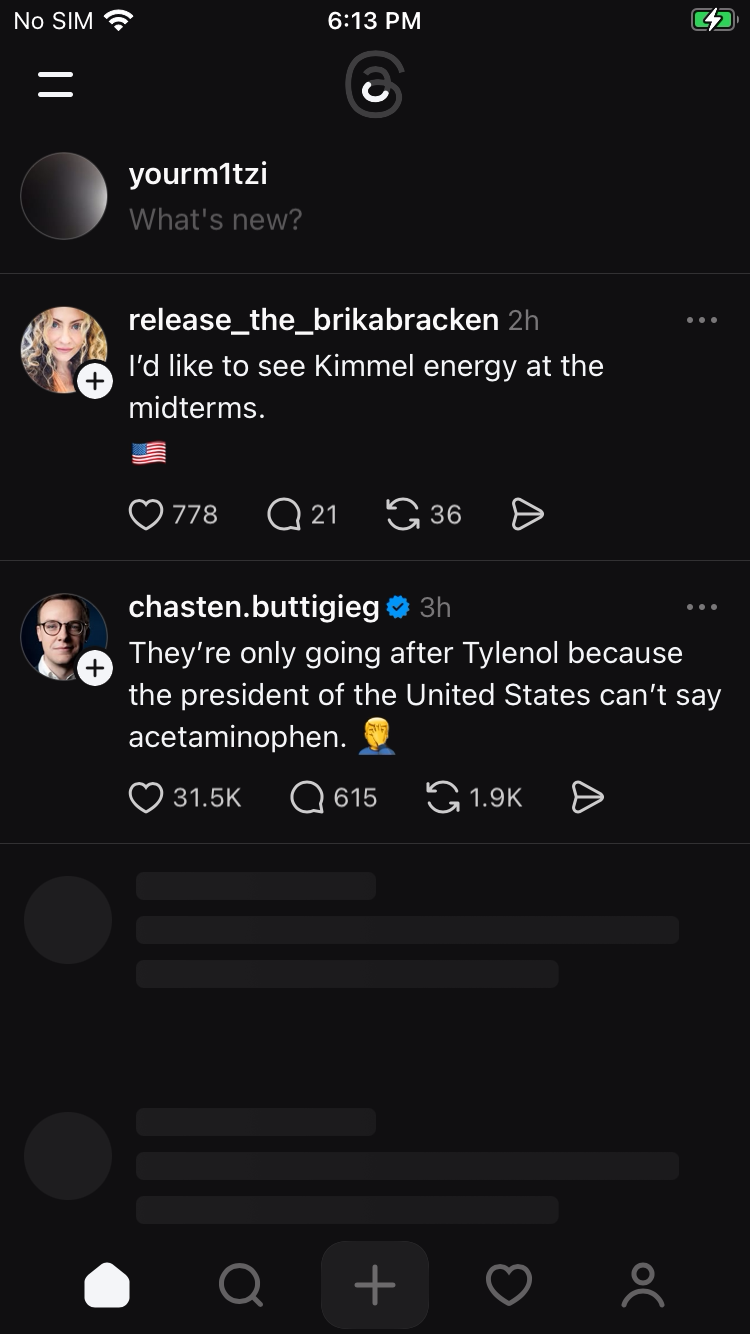 No SIM 6:13 PM
yourm1tzi
What's new?
release_the_brikabracken 2h
I’d like to see Kimmel energy at the
midterms.
🇺🇸
778 21 36
chasten.buttigieg 3h
They’re only going after Tylenol because
the president of the United States can’t say
acetaminophen. 🤦‍♂️
31.5K 615 1.9K